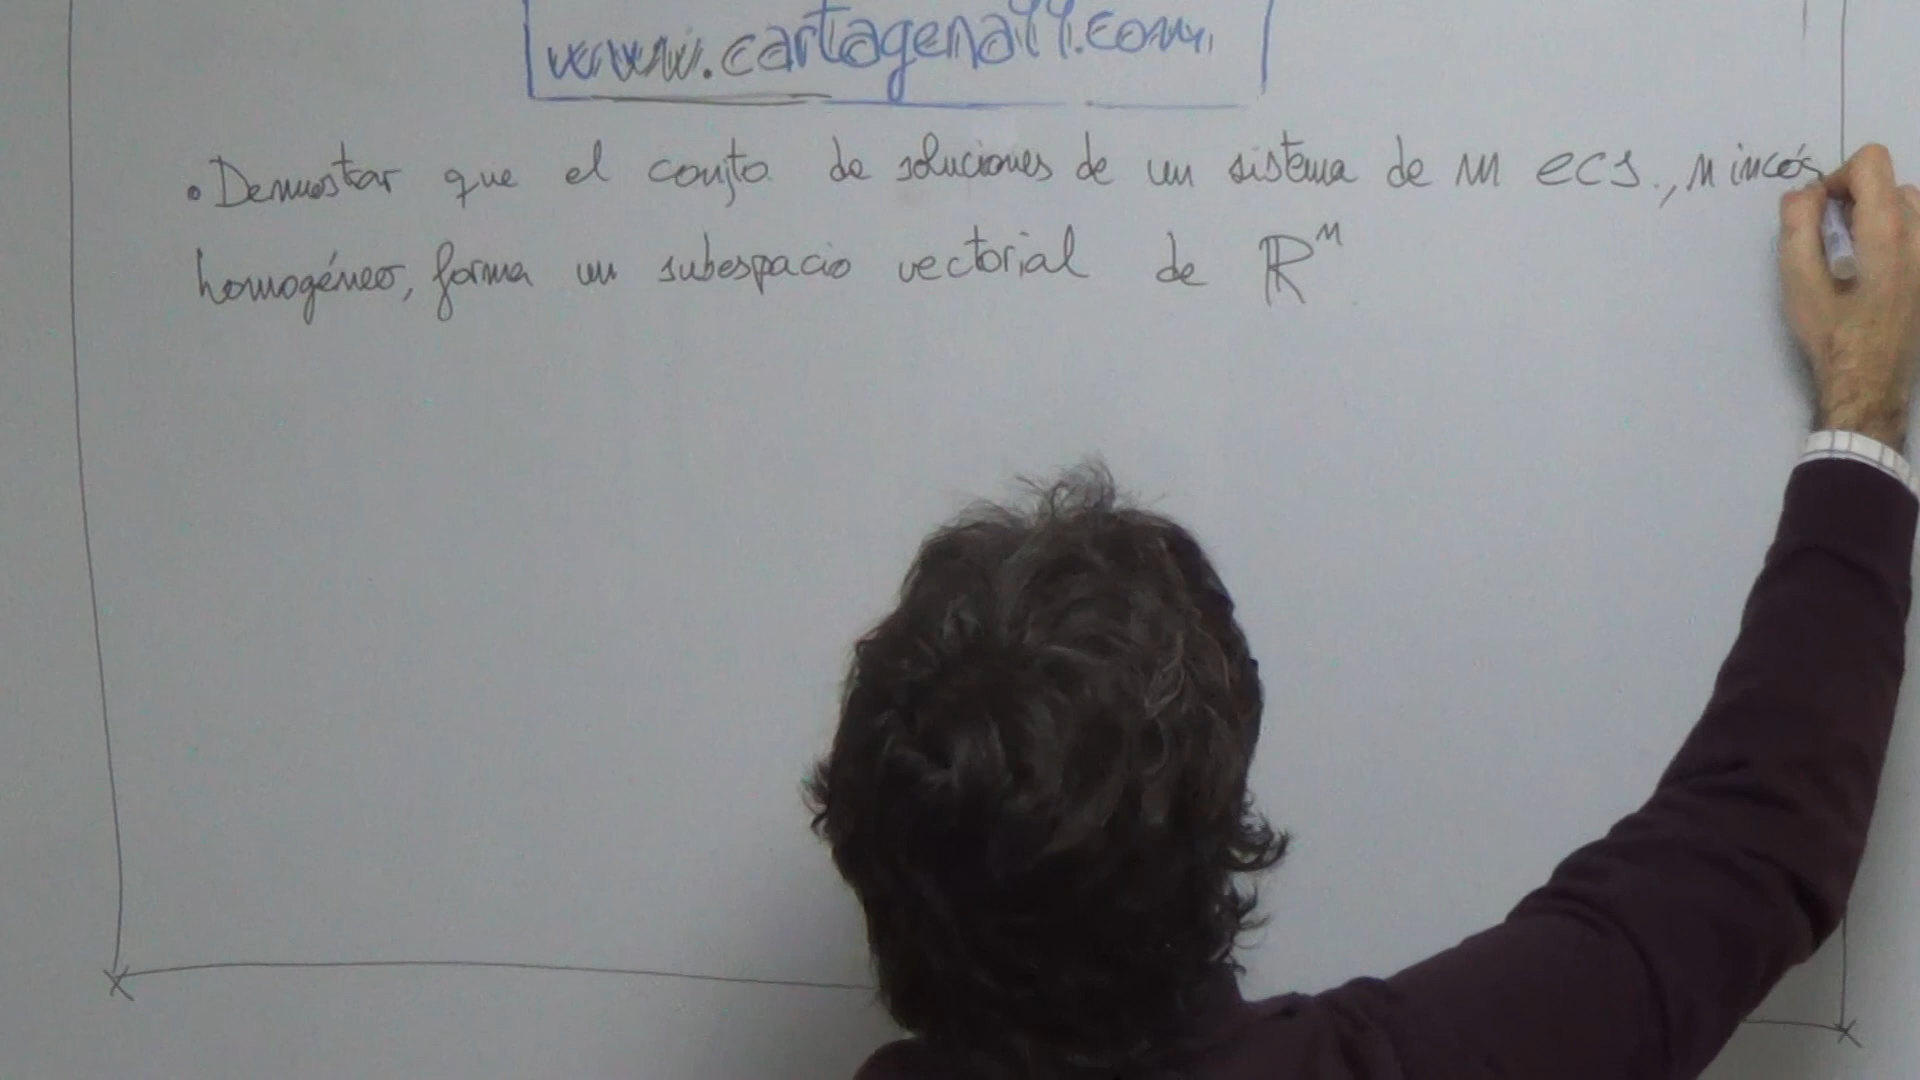 www.cartagena99.com
• Demostrar que el conjto de soluciones de un sistema de m ecs., n incós
homogéneo, forma un subespacio vectorial de ℝⁿ